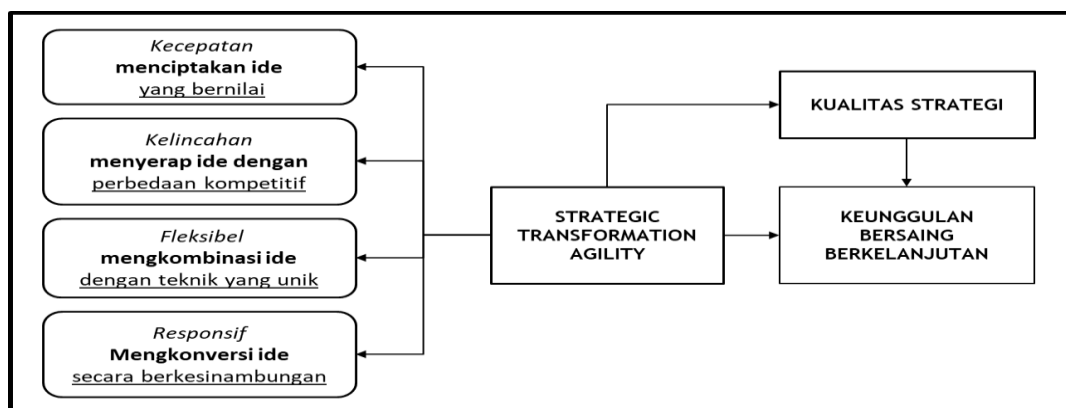 Kecepatan
menciptakan ide
yang bernilai
Kelincahan
menyerap ide dengan
perbedaan kompetitif
Fleksibel
mengkombinasi ide
dengan teknik yang unik
Responsif
Mengkonversi ide
secara berkesinambungan
STRATEGIC
TRANSFORMATION
AGILITY
KUALITAS STRATEGI
KEUNGGULAN
BERSAING
BERKELANJUTAN